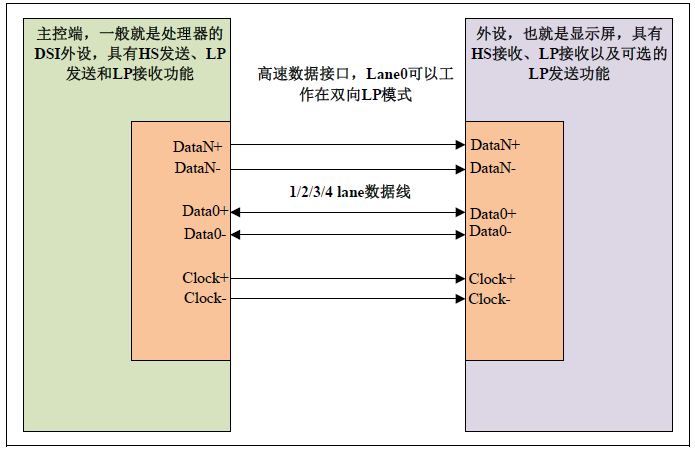 主控端，一般就是处理器的
DSI外设，具有HS发送、LP
发送和LP接收功能
高速数据接口，Lane0可以工
作在双向LP模式
外设，也就是显示屏，具有
HS接收、LP接收以及可选的
LP发送功能
DataN+
DataN-
1/2/3/4 lane数据线
Data0+
Data0-
Clock+
Clock-
DataN+
DataN-
Data0+
Data0-
Clock+
Clock-